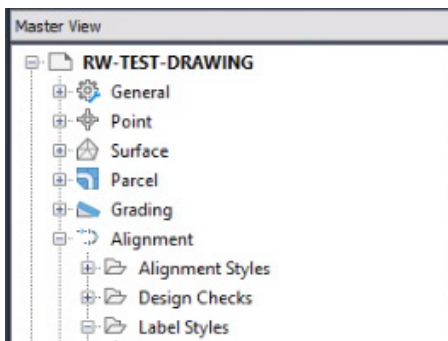 Master View
RW-TEST-DRAWING
General
Point
Surface
Parcel
Grading
Alignment
Alignment Styles
Design Checks
Label Styles